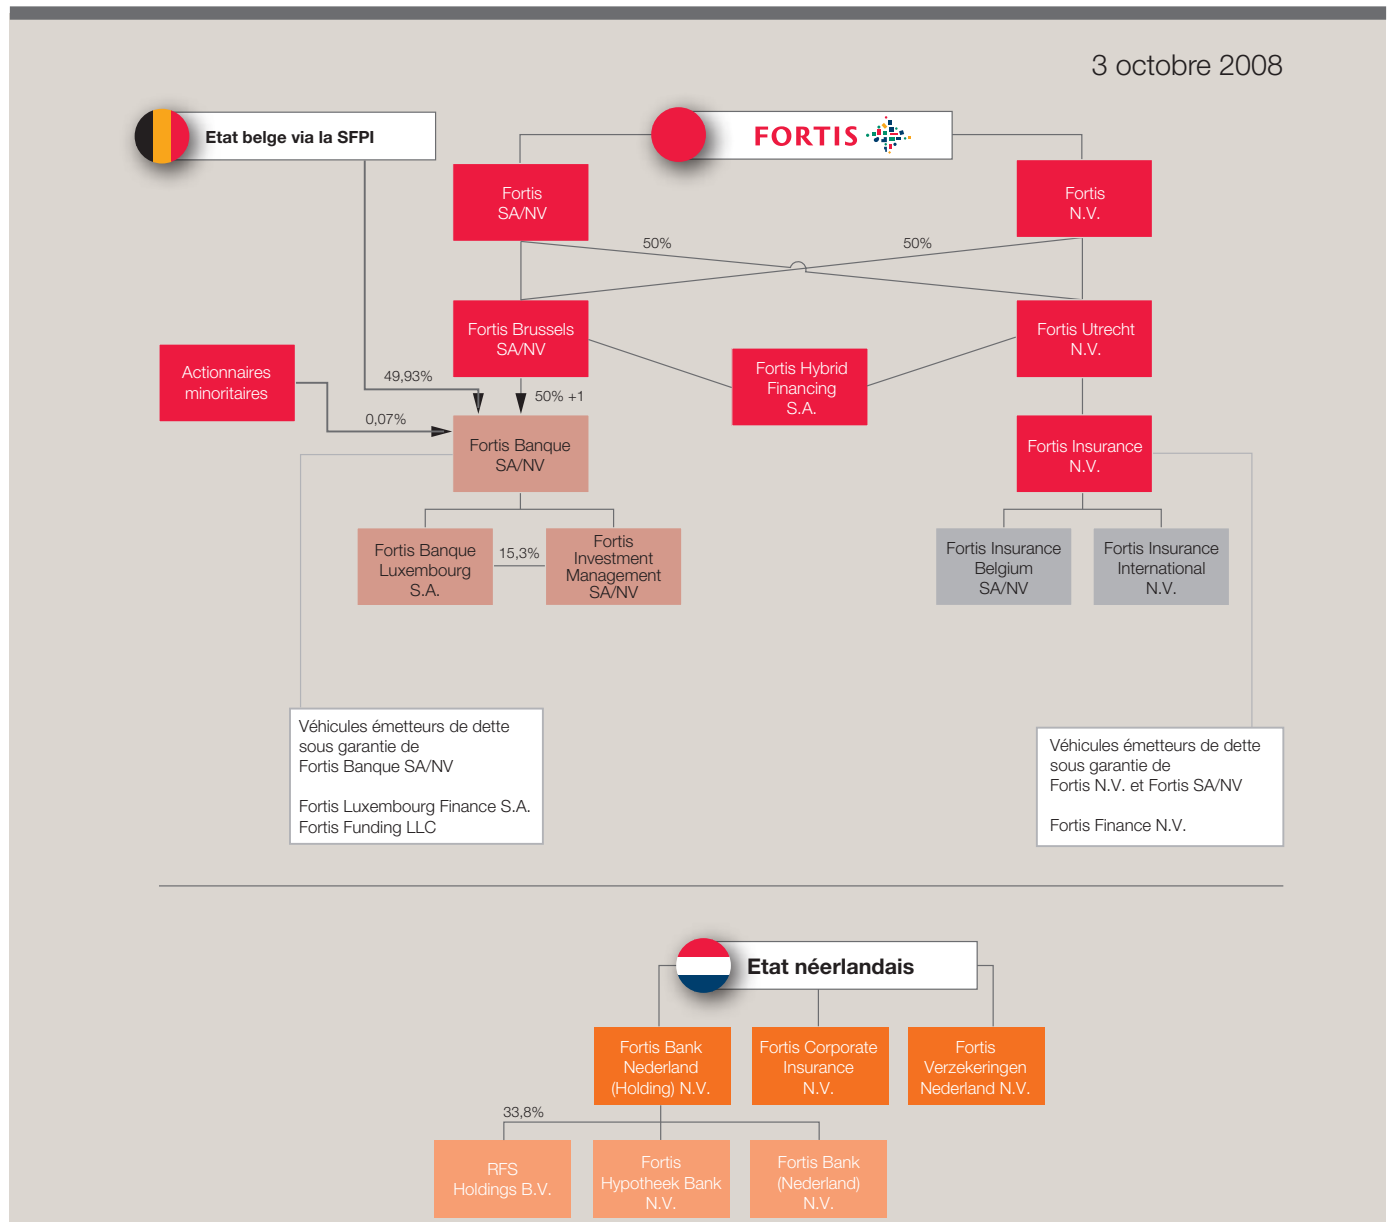 3 octobre 2008
Etat belge via la SFPI
FORTIS
Fortis
SA/NV
Fortis
N.V.
50%
50%
Fortis Brussels
SA/NV
Fortis Utrecht
N.V.
Actionnaires
minoritaires
Fortis Hybrid
Financing
S.A.
49,93%
50% +1
0,07%
Fortis Banque
SA/NV
Fortis Insurance
N.V.
Fortis Banque
Luxembourg
S.A.
15,3%
Fortis
Investment
Management
SA/NV
Fortis Insurance
Belgium
SA/NV
Fortis Insurance
International
N.V.
Véhicules émetteurs de dette
sous garantie de
Fortis Banque SA/NV
Fortis Luxembourg Finance S.A.
Fortis Funding LLC
Véhicules émetteurs de dette
sous garantie de
Fortis N.V. et Fortis SA/NV
Fortis Finance N.V.
Etat néerlandais
Fortis Bank
Nederland
(Holding) N.V.
Fortis Corporate
Insurance
N.V.
Fortis
Verzekeringen
Nederland N.V.
33,8%
RFS
Holdings B.V.
Fortis
Hypotheek Bank
N.V.
Fortis Bank
(Nederland)
N.V.